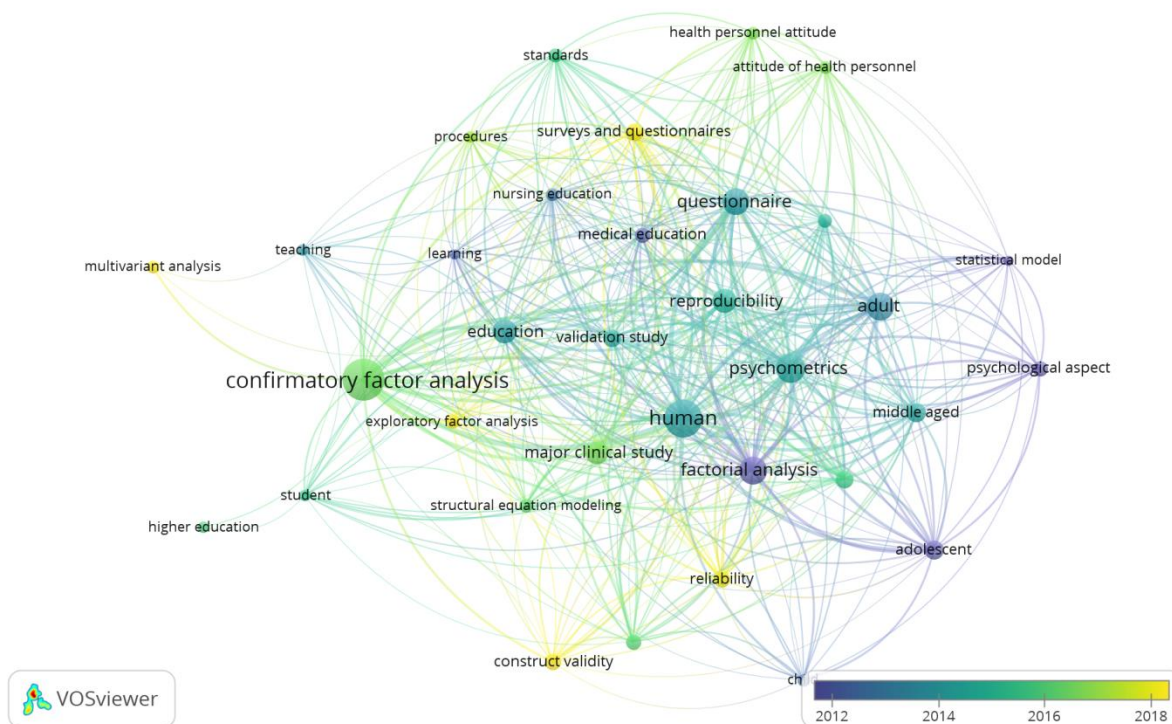 health personnel attitude
standards
attitude of health personnel
procedures
surveys and questionnaires
nursing education
questionnaire
medical education
teaching
learning
statistical model
multivariant analysis
reproducibility
adult
education
validation study
psychometrics
psychological aspect
confirmatory factor analysis
middle aged
exploratory factor analysis
human
major clinical study
factorial analysis
student
structural equation modeling
higher education
adolescent
reliability
construct validity
child
VOSviewer
2012
2014
2016
2018